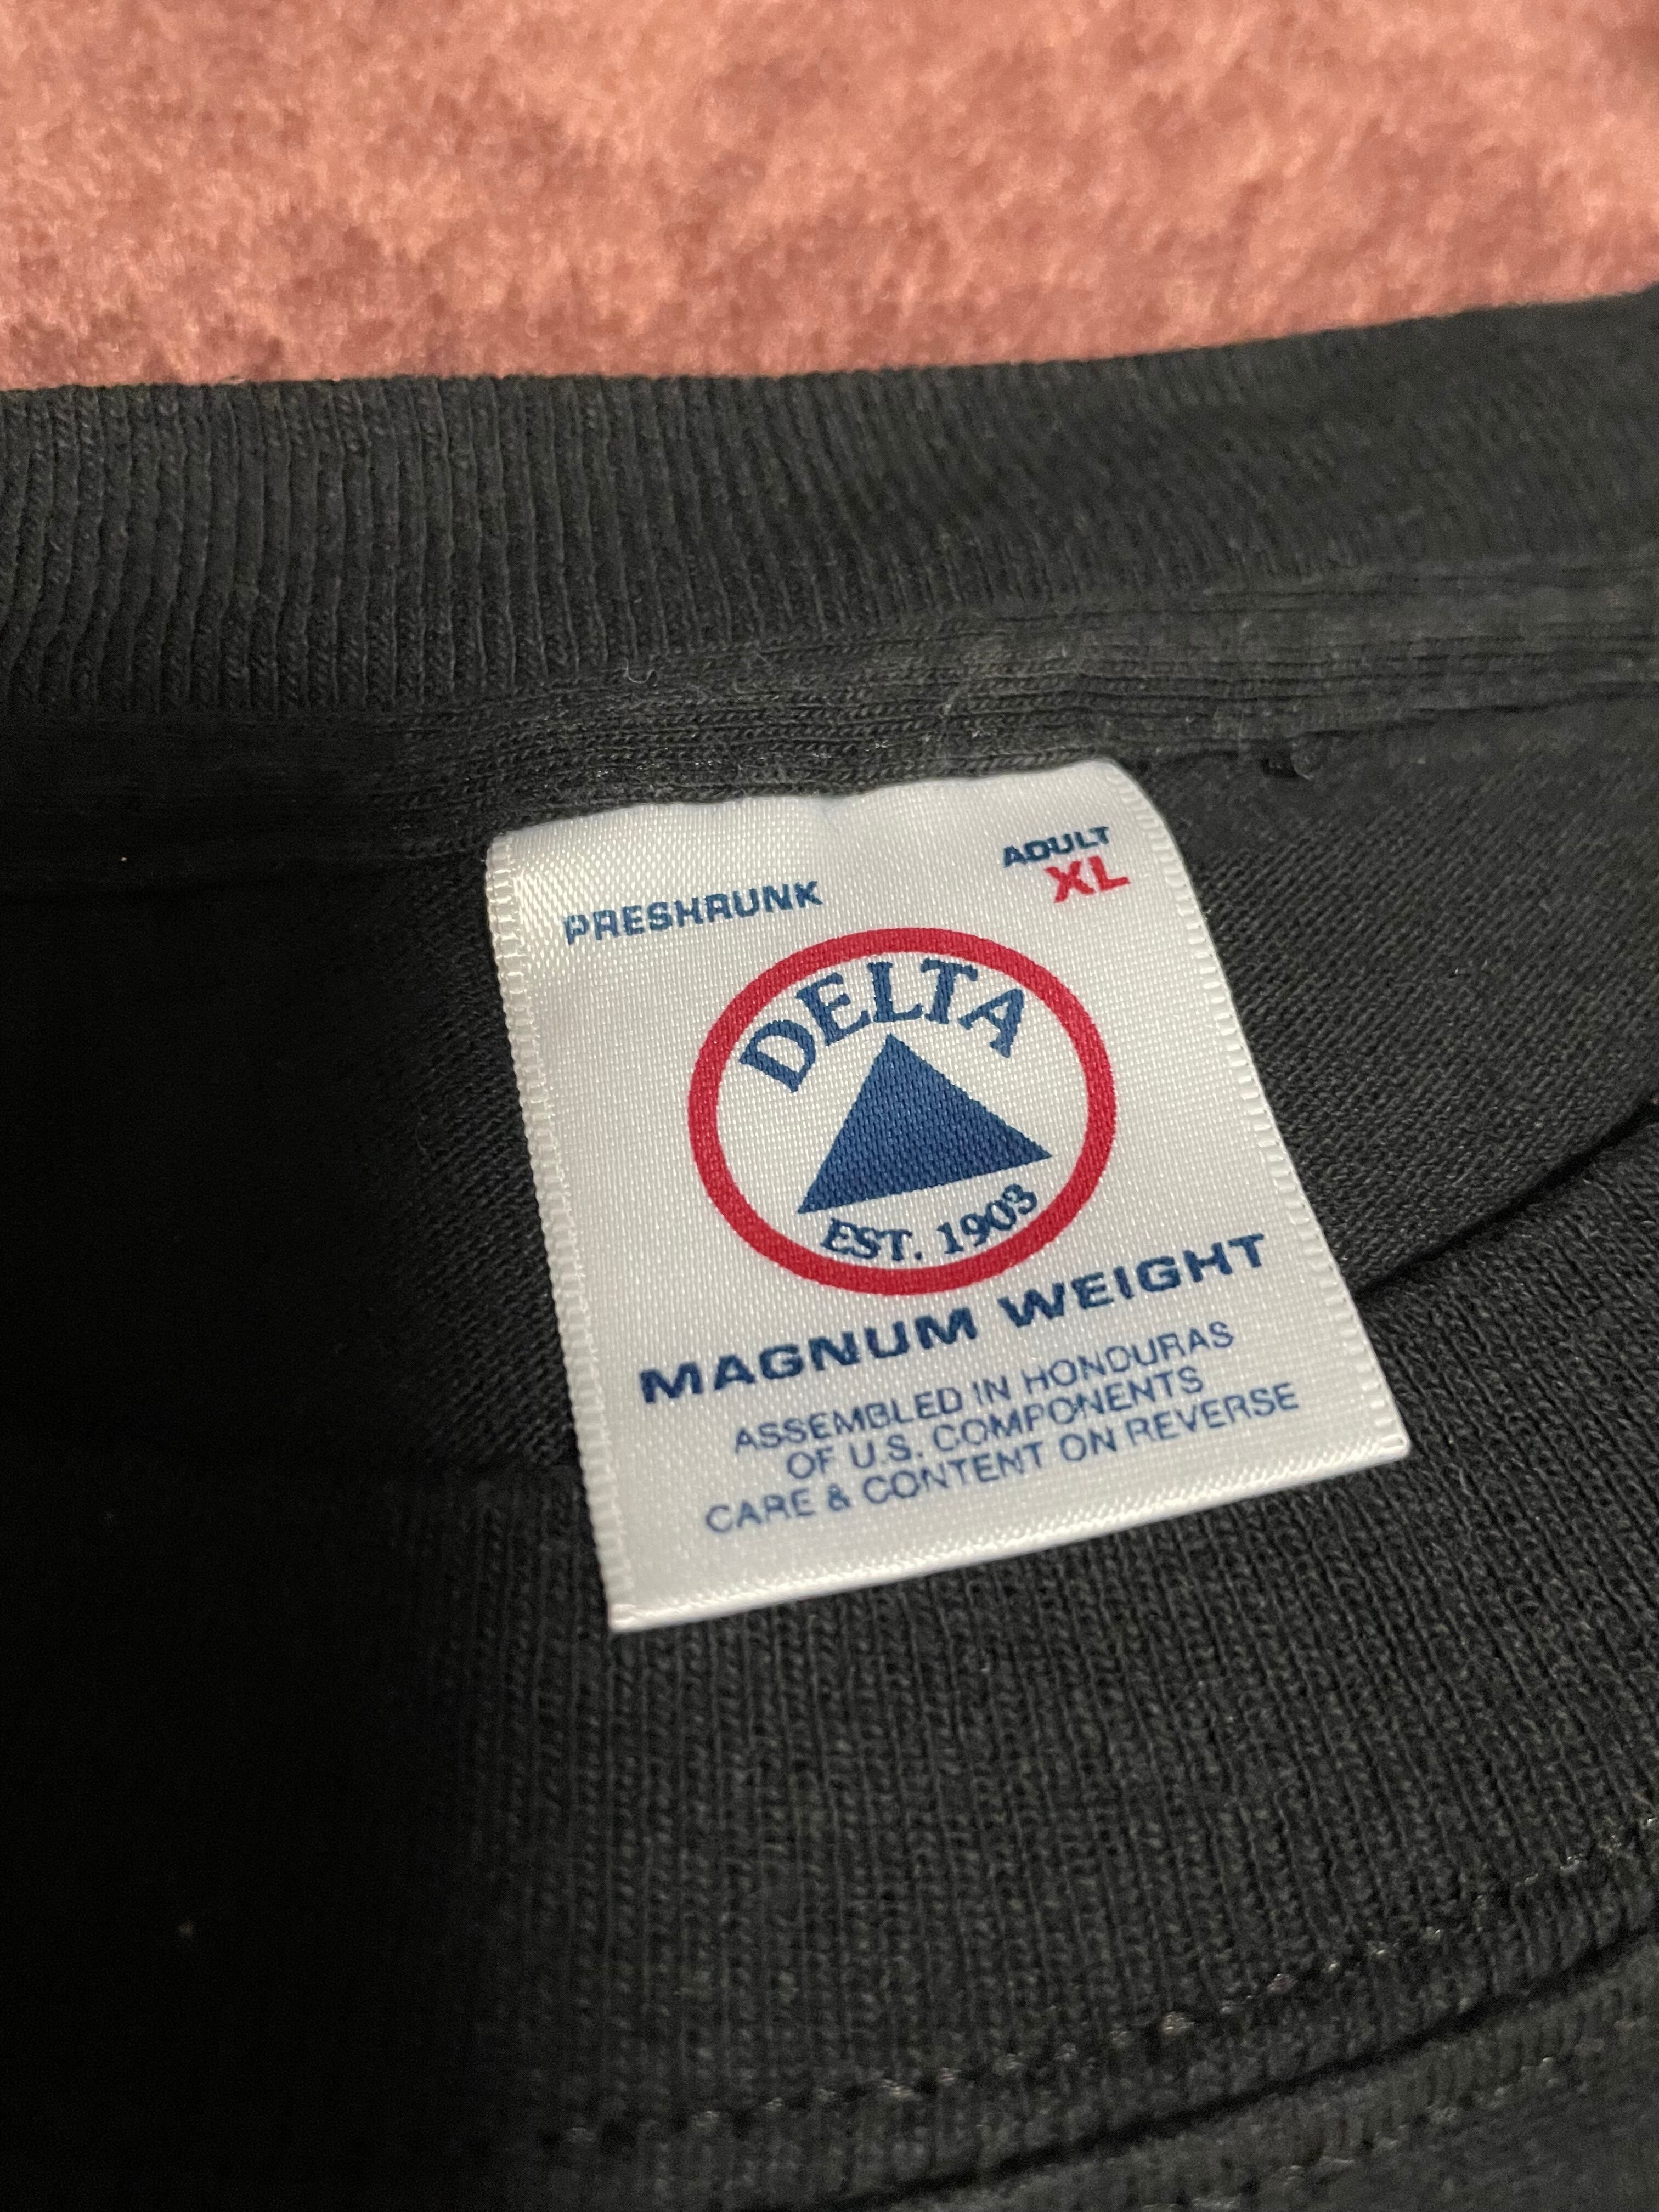 PRESHRUNK
ADULT
XL
DELTA
EST. 1903
MAGNUM WEIGHT
ASSEMBLED IN HONDURAS
OF U.S. COMPONENTS
CARE & CONTENT ON REVERSE